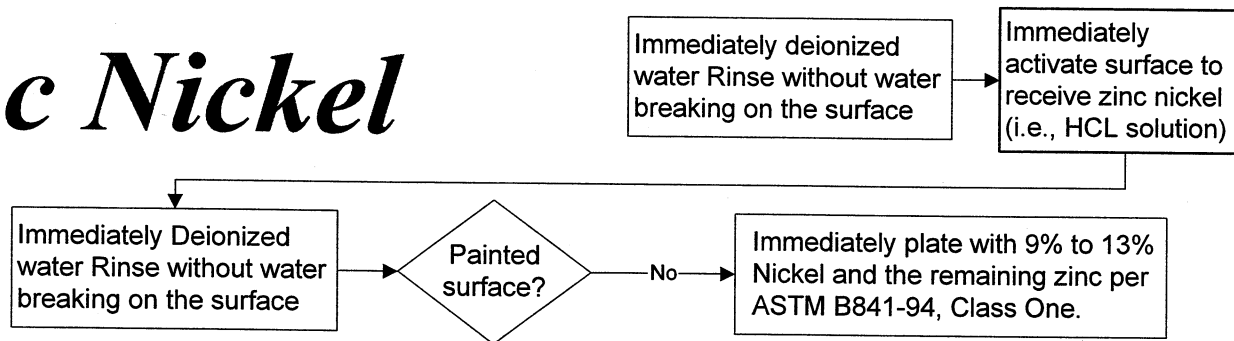 c Nickel
Immediately deionized
water Rinse without water
breaking on the surface
Immediately
activate surface to
receive zinc nickel
(i.e., HCL solution)
Immediately Deionized
water Rinse without water
breaking on the surface
Painted
surface?
No
Immediately plate with 9% to 13%
Nickel and the remaining zinc per
ASTM B841-94, Class One.